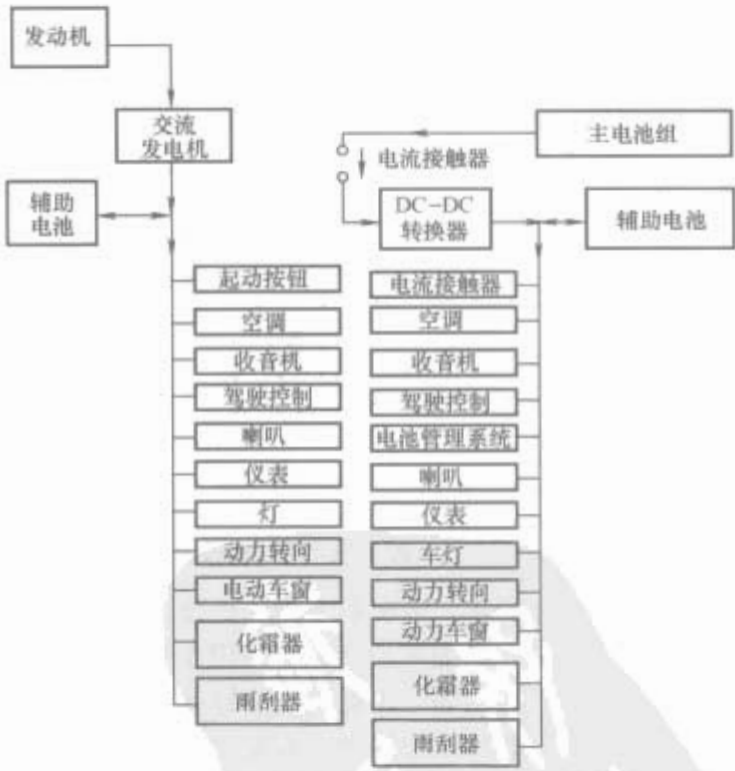 发动机
交流
发电机
辅助
电池
起动按钮
空调
收音机
驾驶控制
喇叭
仪表
灯
动力转向
电动车窗
化霜器
雨刮器
主电池组
电流接触器
DC-DC
转换器
辅助电池
电流接触器
空调
收音机
驾驶控制
电池管理系统
喇叭
仪表
车灯
动力转向
动力车窗
化霜器
雨刮器